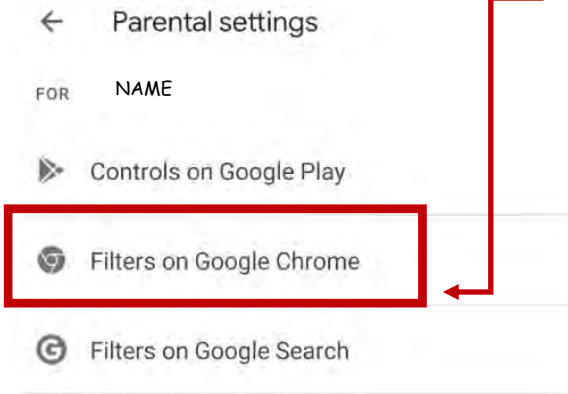 Parental settings
FOR NAME
Controls on Google Play
Filters on Google Chrome
Filters on Google Search